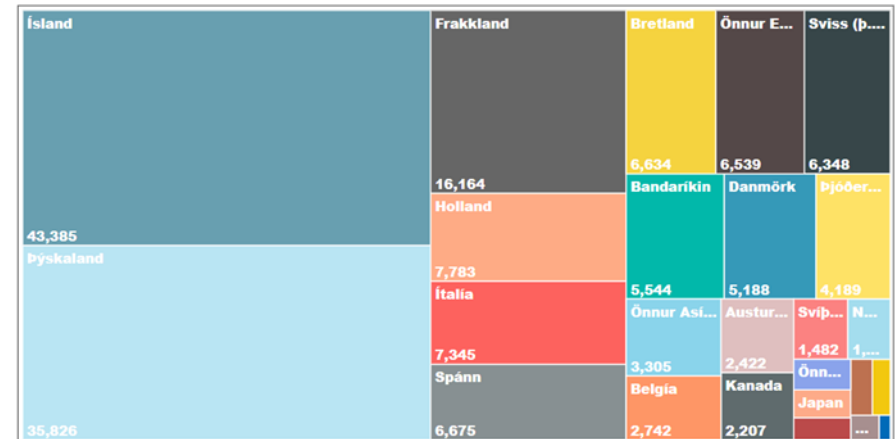 Ísland
43,385
Þýskaland
35,826
Frakkland
16,164
Holland
7,783
Ítalía
7,345
Spánn
6,675
Bretland
6,634
Önnur E...
6,539
Sviss (þ....
6,348
Bandaríkin
5,544
Danmörk
5,188
Þjóðer...
4,189
Önnur Así...
3,305
Belgía
2,742
Austur...
2,422
Kanada
2,207
Svíþ...
1,482
N...
1,...
Önn...
Japan
...